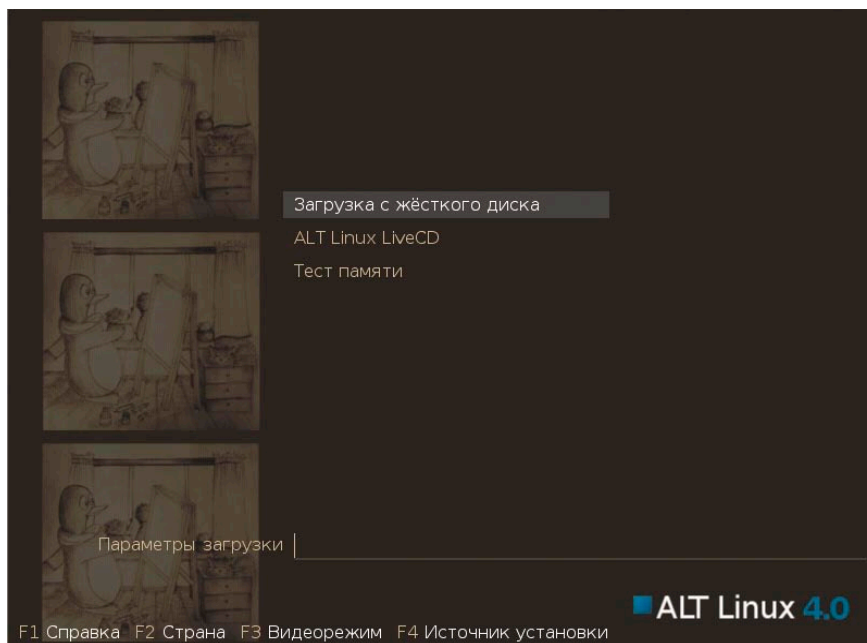 Загрузка с жёсткого диска
ALT Linux LiveCD
Тест памяти
Параметры загрузки
ALT Linux 4.0
F1 Справка F2 Страна F3 Видеорежим F4 Источник установки